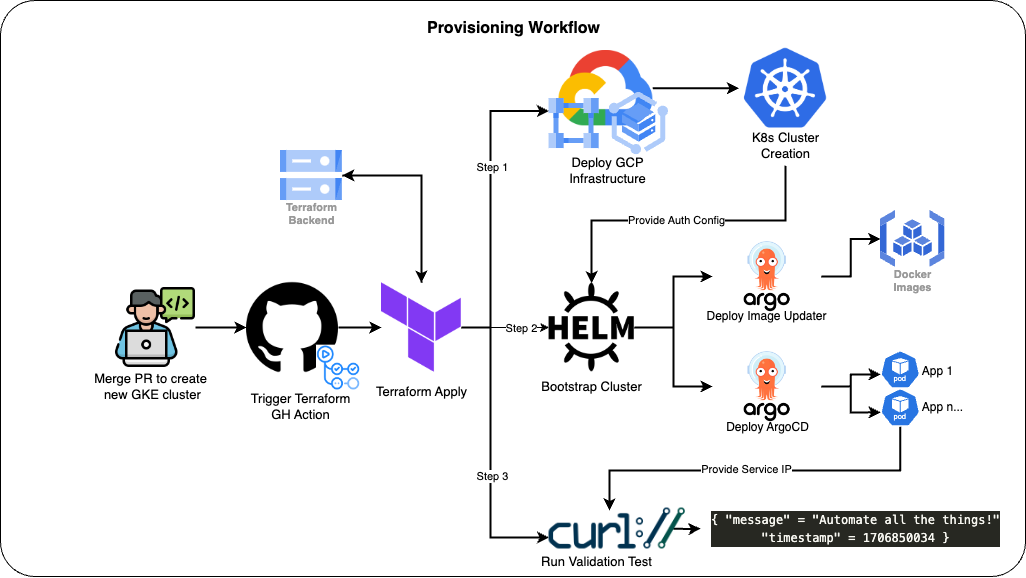 Provisioning Workflow
K8s Cluster
Creation
Deploy GCP
Infrastructure
Step 1
Terraform
Backend
Provide Auth Config
Docker
Images
argo
Deploy Image Updater
Step 2
HELM
Bootstrap Cluster
Merge PR to create
new GKE cluster
Trigger Terraform
GH Action
Terraform Apply
argo
Deploy ArgoCD
pod
App 1
pod
App n...
Provide Service IP
Step 3
curl://
Run Validation Test
{ "message" = "Automate all the things!"
"timestamp" = 1706850034 }